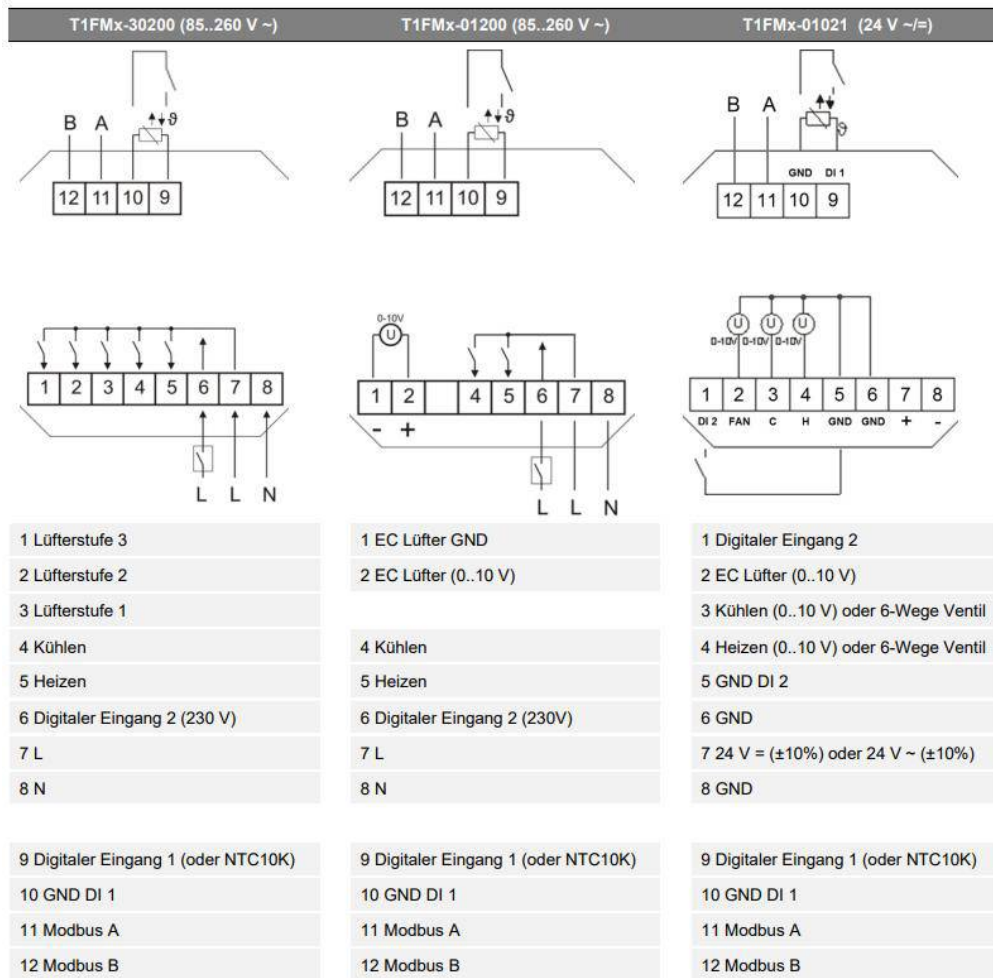 T1FMx-30200 (85..260 V ~)
T1FMx-01200 (85..260 V ~)
T1FMx-01021 (24 V ~/=)
B A ϑ
12 11 10 9
B A ϑ
12 11 10 9
B A ϑ
GND DI 1
12 11 10 9
1 2 3 4 5 6 7 8
L L N
0-10V
U
1 2 4 5 6 7 8
- +
L L N
U U U
0-10V 0-10V 0-10V
1 2 3 4 5 6 7 8
DI 2 FAN C H GND GND + -
1 Lüfterstufe 3
2 Lüfterstufe 2
3 Lüfterstufe 1
4 Kühlen
5 Heizen
6 Digitaler Eingang 2 (230 V)
7 L
8 N
9 Digitaler Eingang 1 (oder NTC10K)
10 GND DI 1
11 Modbus A
12 Modbus B
1 EC Lüfter GND
2 EC Lüfter (0..10 V)
4 Kühlen
5 Heizen
6 Digitaler Eingang 2 (230V)
7 L
8 N
9 Digitaler Eingang 1 (oder NTC10K)
10 GND DI 1
11 Modbus A
12 Modbus B
1 Digitaler Eingang 2
2 EC Lüfter (0..10 V)
3 Kühlen (0..10 V) oder 6-Wege Ventil
4 Heizen (0..10 V) oder 6-Wege Ventil
5 GND DI 2
6 GND
7 24 V = (±10%) oder 24 V ~ (±10%)
8 GND
9 Digitaler Eingang 1 (oder NTC10K)
10 GND DI 1
11 Modbus A
12 Modbus B